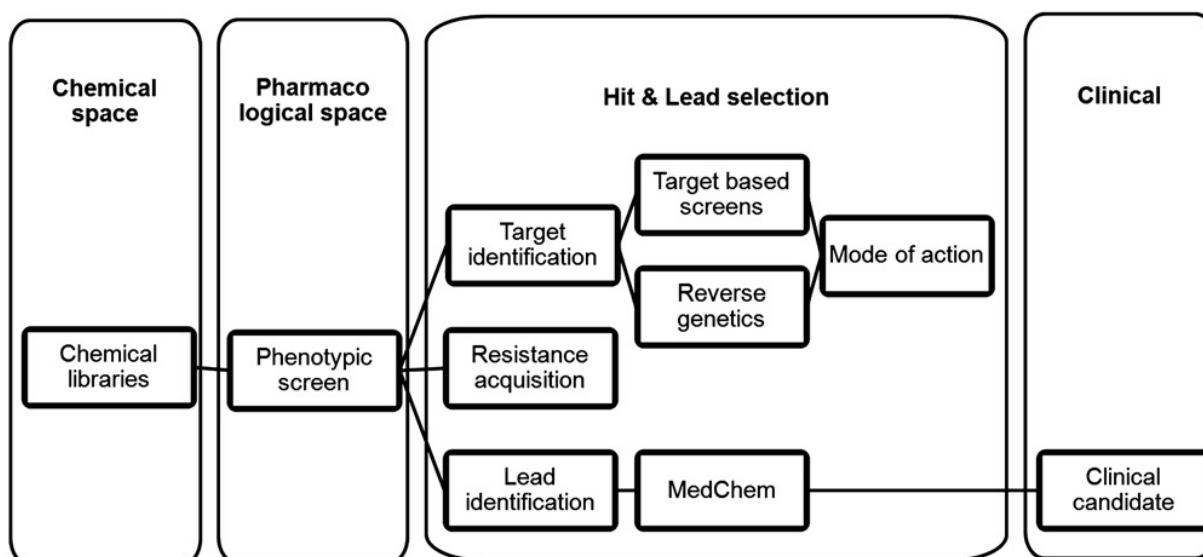 Chemical
space
Pharmaco
logical space
Hit & Lead selection
Clinical
Chemical
libraries
Phenotypic
screen
Target
identification
Target based
screens
Reverse
genetics
Mode of action
Resistance
acquisition
Lead
identification
MedChem
Clinical
candidate